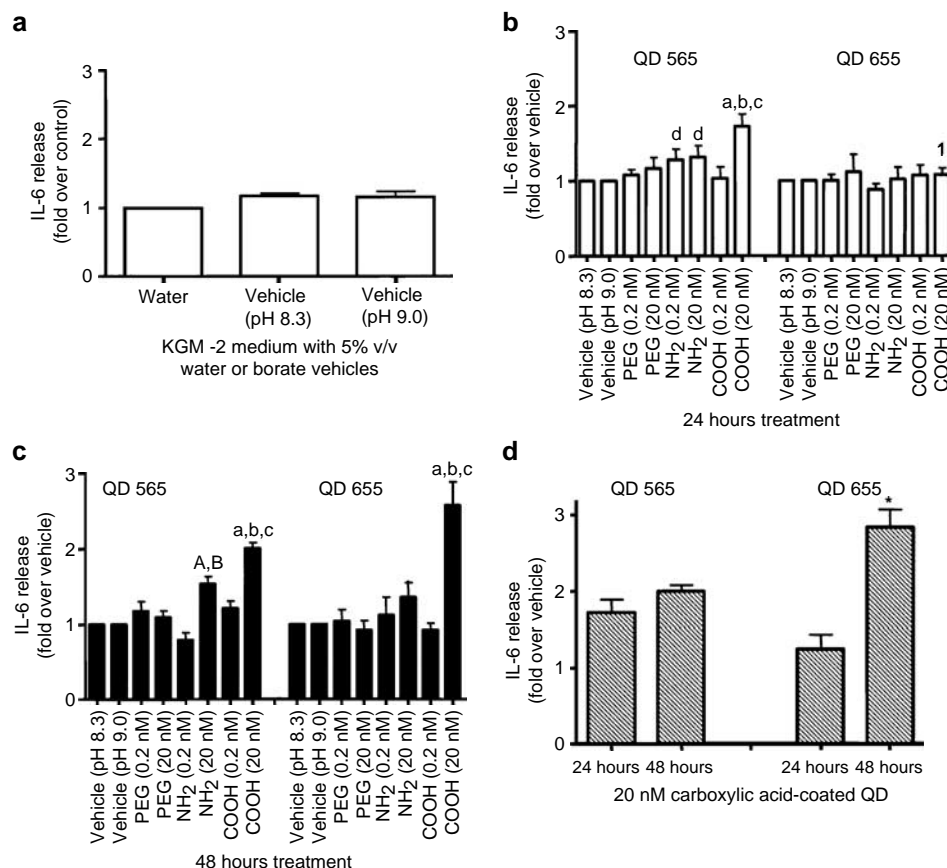 a
3
2
1
0
IL-6 release
(fold over control)
Water
Vehicle
(pH 8.3)
Vehicle
(pH 9.0)
KGM -2 medium with 5% v/v
water or borate vehicles
b
3
2
1
0
IL-6 release
(fold over vehicle)
QD 565
QD 655
d
d
a,b,c
1
Vehicle (pH 8.3)
Vehicle (pH 9.0)
PEG (0.2 nM)
PEG (20 nM)
NH2 (0.2 nM)
NH2 (20 nM)
COOH (0.2 nM)
COOH (20 nM)
Vehicle (pH 8.3)
Vehicle (pH 9.0)
PEG (0.2 nM)
PEG (20 nM)
NH2 (0.2 nM)
NH2 (20 nM)
COOH (0.2 nM)
COOH (20 nM)
24 hours treatment
c
3
2
1
0
IL-6 release
(fold over vehicle)
QD 565
QD 655
A,B
a,b,c
a,b,c
Vehicle (pH 8.3)
Vehicle (pH 9.0)
PEG (0.2 nM)
PEG (20 nM)
NH2 (0.2 nM)
NH2 (20 nM)
COOH (0.2 nM)
COOH (20 nM)
Vehicle (pH 8.3)
Vehicle (pH 9.0)
PEG (0.2 nM)
PEG (20 nM)
NH2 (0.2 nM)
NH2 (20 nM)
COOH (0.2 nM)
COOH (20 nM)
48 hours treatment
d
3
2
1
0
IL-6 release
(fold over vehicle)
QD 565
QD 655
*
24 hours
48 hours
24 hours
48 hours
20 nM carboxylic acid-coated QD